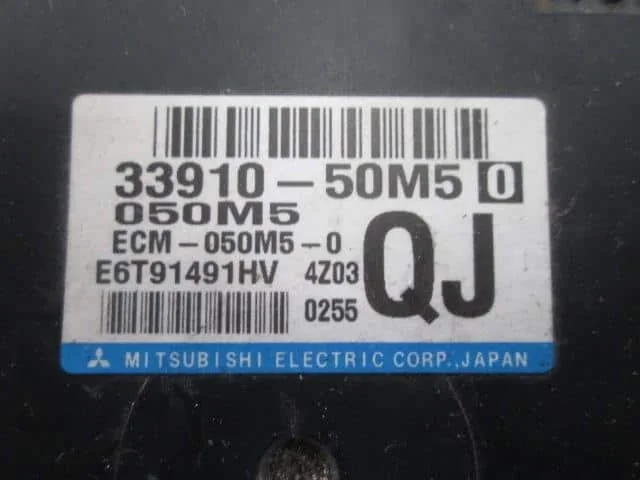 33910-50M5 0
050M5
ECM-050M5-0
E6T91491HV 4Z03
0255
QJ
MITSUBISHI ELECTRIC CORP., JAPAN